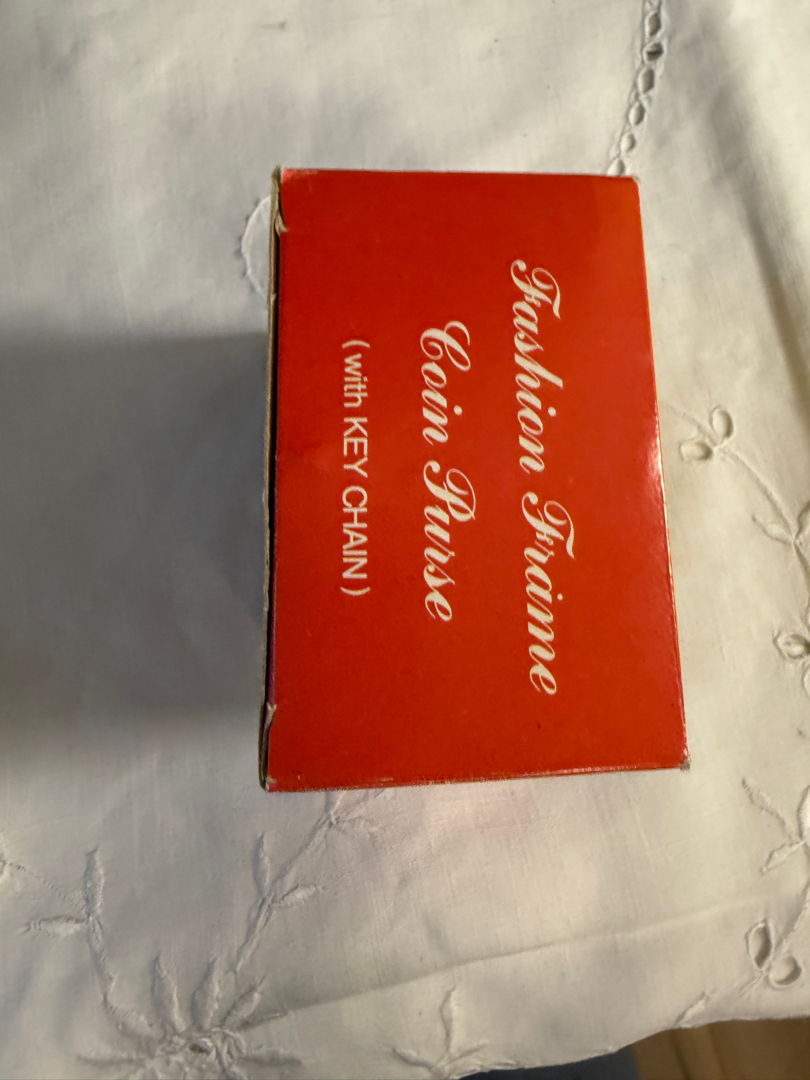 Fashion Frame
Coin Purse
(with KEY CHAIN)